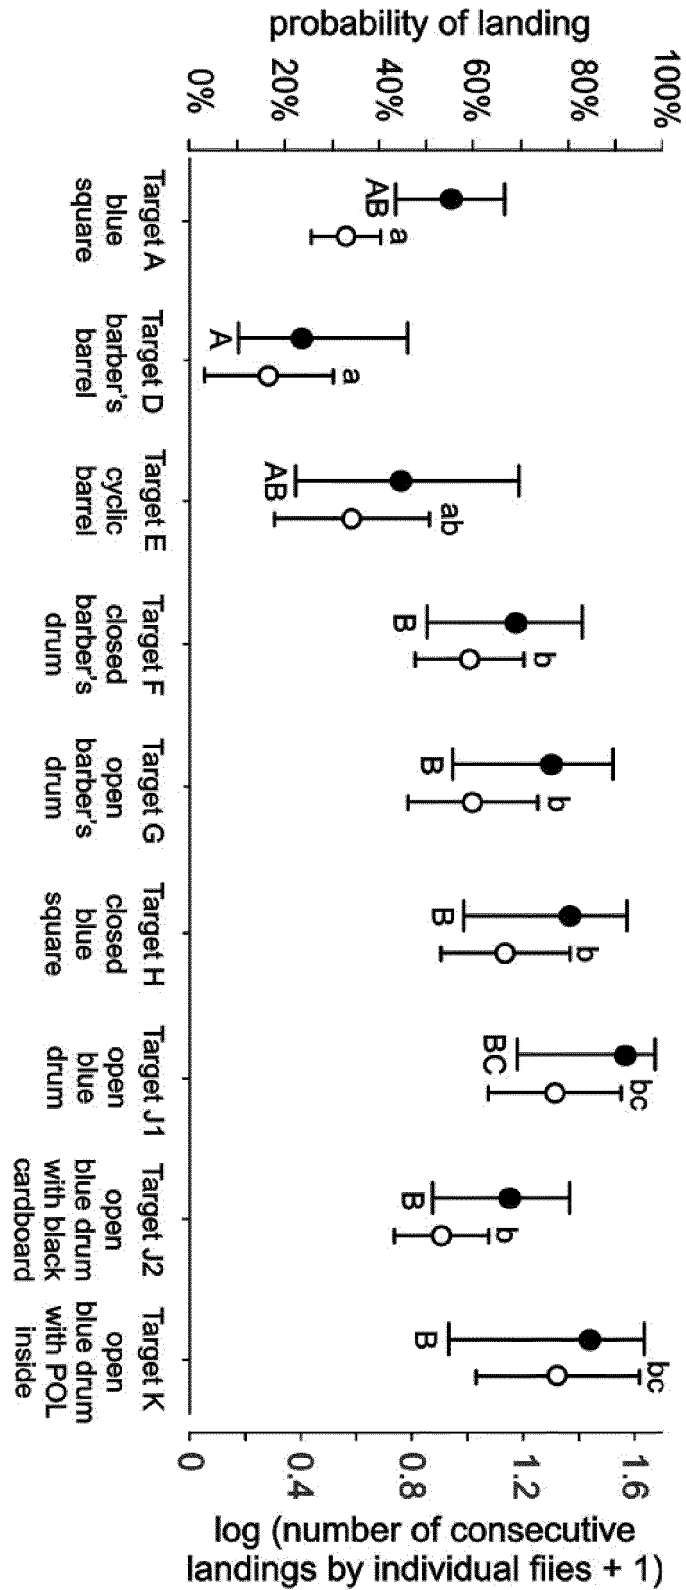 probability of landing
0%
20%
40%
60%
80%
100%
AB
a
A
a
AB
ab
B
b
B
b
B
b
BC
bc
B
b
B
bc
Target A
blue
square
Target D
barber's
barrel
Target E
cyclic
barrel
Target F
closed
barber's
drum
Target G
open
barber's
drum
Target H
closed
blue
square
Target J1
open
blue
drum
Target J2
open
blue drum
with black
cardboard
Target K
open
blue drum
with POL
inside
0
0.4
0.8
1.2
1.6
log (number of consecutive
landings by individual fiies + 1)